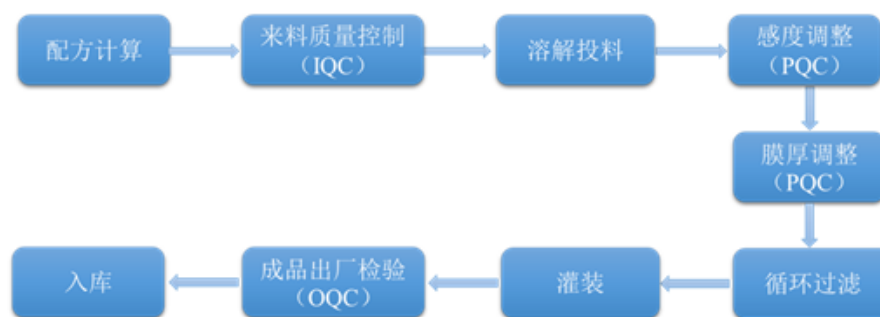 配方计算
来料质量控制
（IQC）
溶解投料
感度调整
（PQC）
膜厚调整
（PQC）
循环过滤
灌装
成品出厂检验
（OQC）
入库